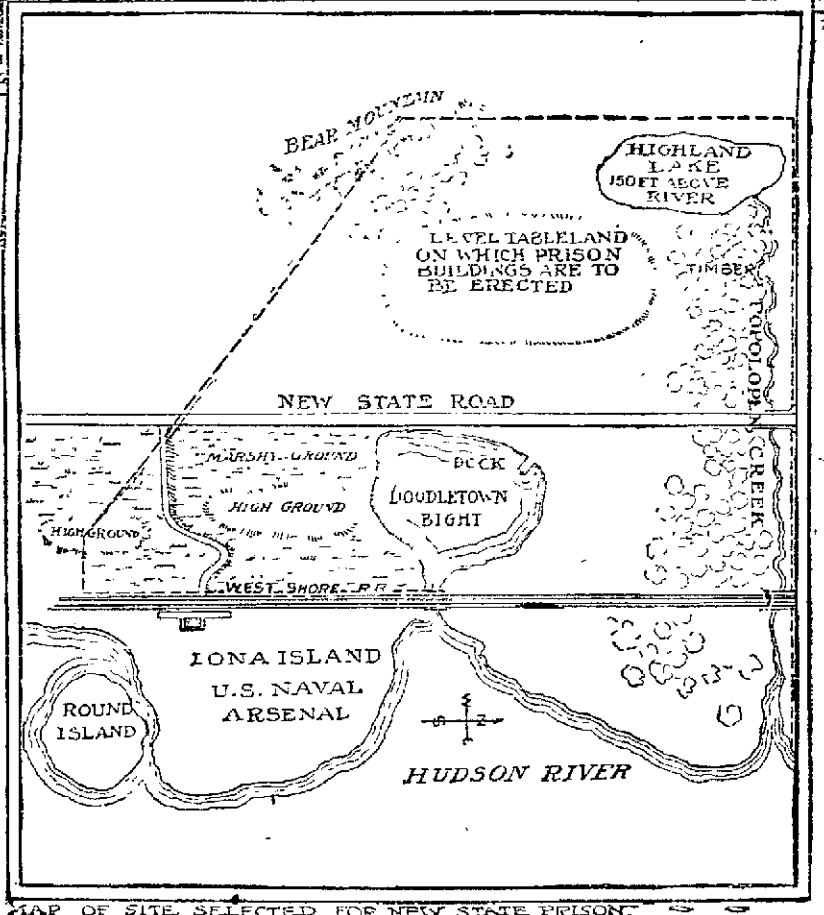 BEAR MOUNTAIN
HIGHLAND
LAKE
150 FT ABOVE
RIVER
LEVEL TABLELAND
ON WHICH PRISON
BUILDINGS ARE TO
BE ERECTED
TIMBER
POPOLOPEN CREEK
NEW STATE ROAD
MARSHY GROUND
DOCK
HIGH GROUND
DOODLETOWN
BIGHT
HIGH GROUND
WEST SHORE R.R.
IONA ISLAND
U.S. NAVAL
ARSENAL
ROUND
ISLAND
S N
HUDSON RIVER
MAP OF SITE SELECTED FOR NEW STATE PRISON